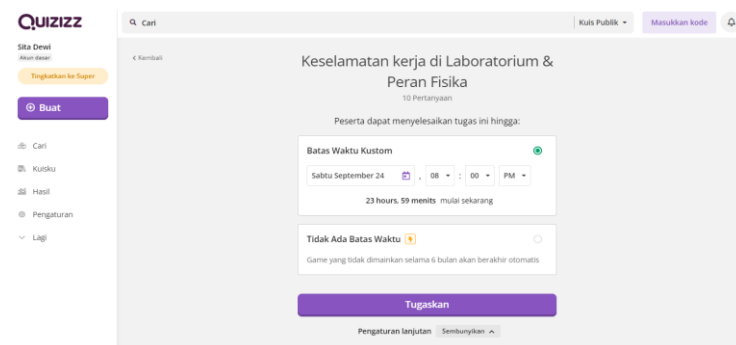 Quizizz
Cari
Kuis Publik
Masukkan kode
Sita Dewi
Akun dasar
Tingkatkan ke Super
Buat
Cari
Kuisku
Hasil
Pengaturan
Lagi
< Kembali
Keselamatan kerja di Laboratorium &
Peran Fisika
10 Pertanyaan
Peserta dapat menyelesaikan tugas ini hingga:
Batas Waktu Kustom
Sabtu September 24 , 08 : 00 PM
23 hours, 59 menits mulai sekarang
Tidak Ada Batas Waktu
Game yang tidak dimainkan selama 6 bulan akan berakhir otomatis
Tugaskan
Pengaturan lanjutan Sembunyikan